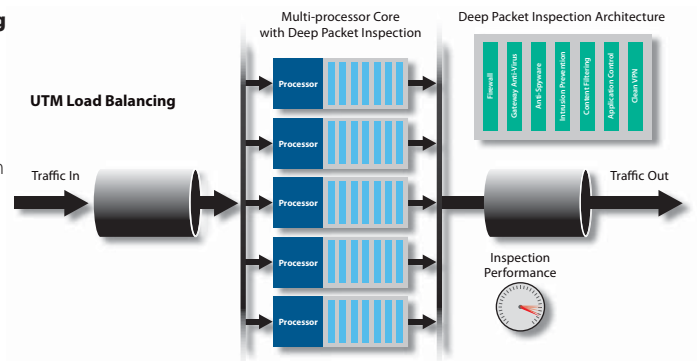 g
Multi-processor Core
with Deep Packet Inspection
Deep Packet Inspection Architecture
Firewall
Gateway Anti-Virus
Anti-Spyware
Intrusion Prevention
Content Filtering
Application Control
Clean VPN
UTM Load Balancing
Processor
Processor
Processor
Processor
Processor
n
Traffic In
Traffic Out
Inspection
Performance